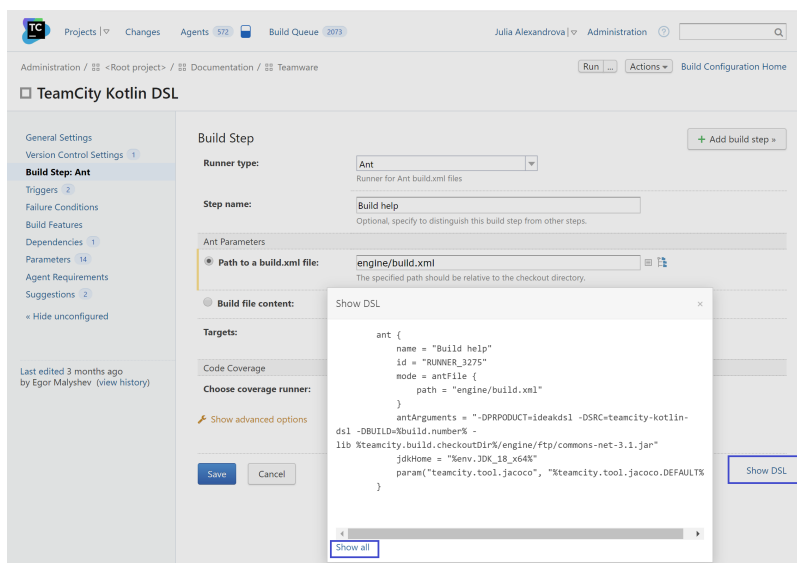 TC
Projects | Changes Agents 572 Build Queue 2073 Julia Alexandrova | Administration ?
Administration / <Root project> / Documentation / Teamware Run ... Actions Build Configuration Home
TeamCity Kotlin DSL
General Settings
Version Control Settings 1
Build Step: Ant
Triggers 2
Failure Conditions
Build Features
Dependencies 1
Parameters 14
Agent Requirements
Suggestions 2
« Hide unconfigured
Last edited 3 months ago
by Egor Malyshev (view history)
Build Step
+ Add build step »
Runner type: Ant
Runner for Ant build.xml files
Step name: Build help
Optional, specify to distinguish this build step from other steps.
Ant Parameters
Path to a build.xml file: engine/build.xml
The specified path should be relative to the checkout directory.
Build file content:
Targets:
Code Coverage
Choose coverage runner:
Show advanced options
Save Cancel
Show DSL
Show DSL ×
ant {
name = "Build help"
id = "RUNNER_3275"
mode = antFile {
path = "engine/build.xml"
}
antArguments = "-DPRPODUCT=ideakdsl -DSRC=teamcity-kotlin-
dsl -DBUILD=%build.number% -
lib %teamcity.build.checkoutDir%/engine/ftp/commons-net-3.1.jar"
jdkHome = "%env.JDK_18_x64%"
param("teamcity.tool.jacoco", "%teamcity.tool.jacoco.DEFAULT%
}
Show all